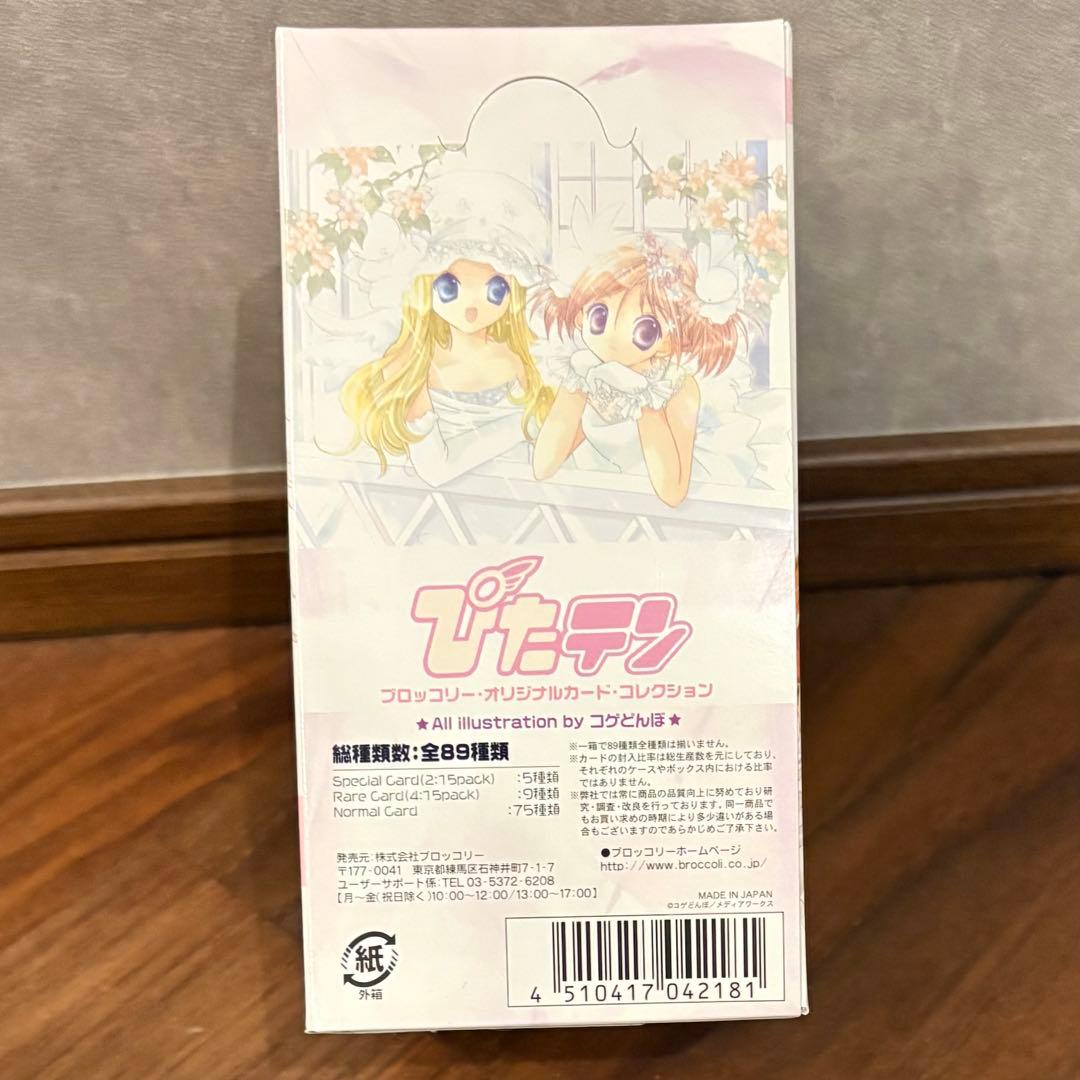 ぴたテン
ブロッコリー・オリジナルカード・コレクション
★All illustration by コゲどんぼ★
総種類数：全89種類
Special Card(2:15pack) :5種類
Rare Card(4:15pack) :9種類
Normal Card :75種類
※一箱で89種類全種類は揃いません。
※カードの封入比率は総生産数を元にしており、
それぞれのケースやボックス内における比率
ではありません。
※弊社では常に商品の品質向上に努めており研
究・調査・改良を行っております。同一商品で
もお買い求めの時期により多少違いがある場
合もございますのであらかじめご了承下さい。
発売元：株式会社ブロッコリー
〒177-0041 東京都練馬区石神井町7-1-7
ユーザーサポート係：TEL 03-5372-6208
【月～金(祝日除く)10:00～12:00/13:00～17:00】
●ブロッコリーホームページ
http://www.broccoli.co.jp/
MADE IN JAPAN
©コゲどんぼ／メディアワークス
紙
外箱
4 510417 042181